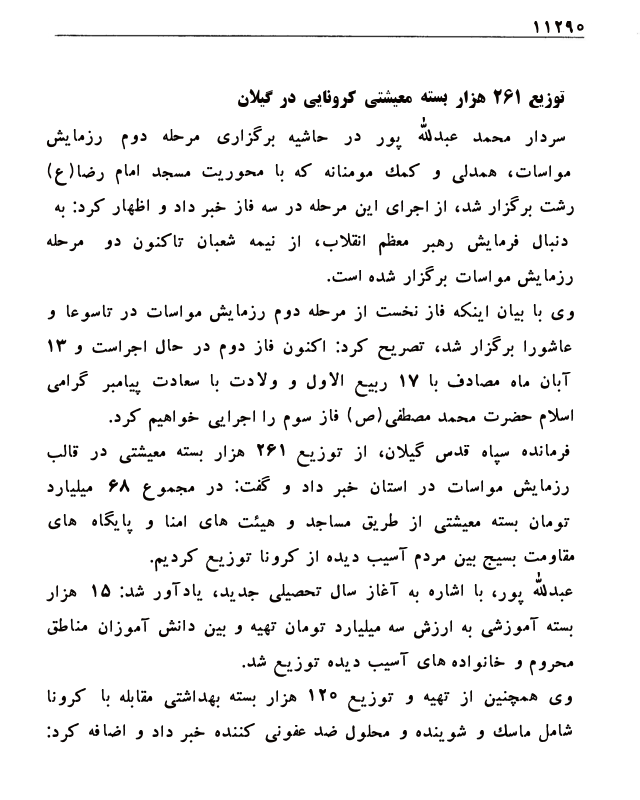 ۱۱۲۹۰
توزیع ۲۶۱ هزار بسته معیشتی کرونایی در گیلان
سردار محمد عبدالله پور در حاشیه برگزاری مرحله دوم رزمایش
مواسات، همدلی و کمك مومنانه که با محوریت مسجد امام رضا(ع)
رشت برگزار شد، از اجرای این مرحله در سه فاز خبر داد و اظهار کرد: به
دنبال فرمایش رهبر معظم انقلاب، از نیمه شعبان تاکنون دو مرحله
رزمایش مواسات برگزار شده است.
وی با بیان اینکه فاز نخست از مرحله دوم رزمایش مواسات در تاسوعا و
عاشورا برگزار شد، تصریح کرد: اکنون فاز دوم در حال اجراست و ۱۳
آبان ماه مصادف با ۱۷ ربیع الاول و ولادت با سعادت پیامبر گرامی
اسلام حضرت محمد مصطفی(ص) فاز سوم را اجرایی خواهیم کرد.
فرمانده سپاه قدس گیلان، از توزیع ۲۶۱ هزار بسته معیشتی در قالب
رزمایش مواسات در استان خبر داد و گفت: در مجموع ۶۸ میلیارد
تومان بسته معیشتی از طریق مساجد و هیئت های امنا و پایگاه های
مقاومت بسیج بین مردم آسیب دیده از کرونا توزیع کردیم.
عبدالله پور، با اشاره به آغاز سال تحصیلی جدید، یادآور شد: ۱۵ هزار
بسته آموزشی به ارزش سه میلیارد تومان تهیه و بین دانش آموزان مناطق
محروم و خانواده های آسیب دیده توزیع شد.
وی همچنین از تهیه و توزیع ۱۲۰ هزار بسته بهداشتی مقابله با کرونا
شامل ماسك و شوینده و محلول ضد عفونی کننده خبر داد و اضافه کرد: